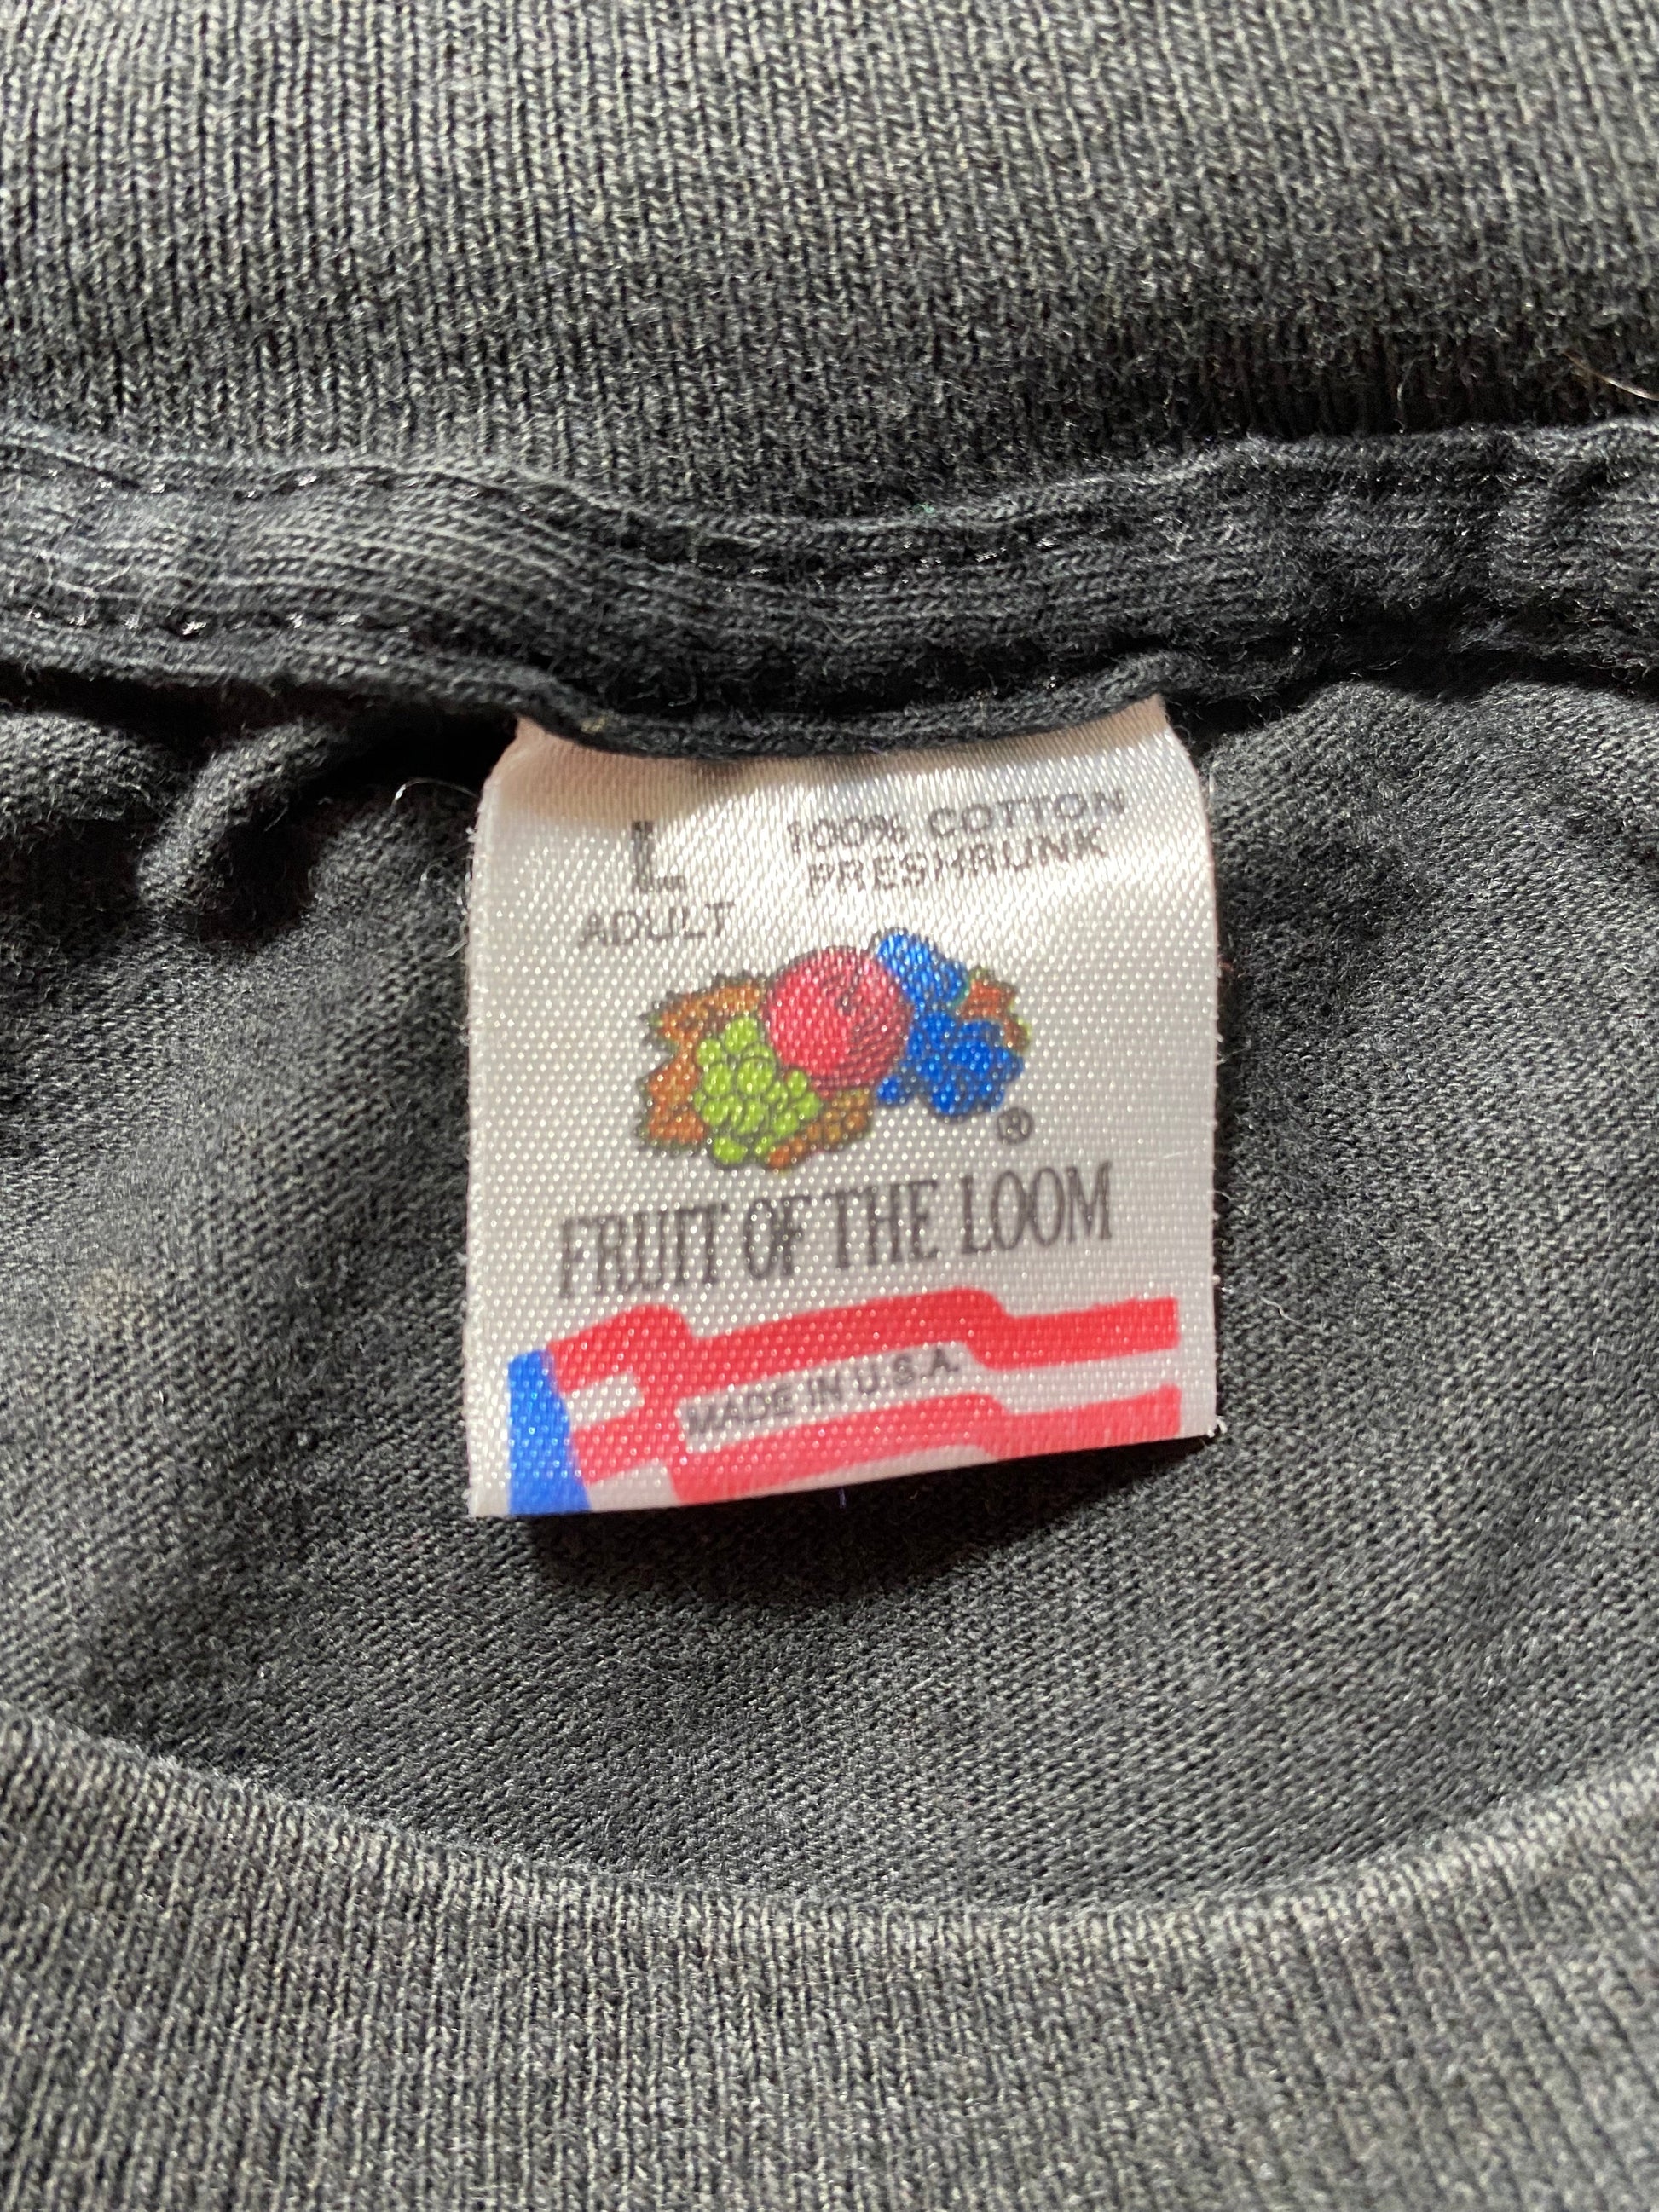 L
ADULT
100% COTTON
PRESHRUNK
®
FRUIT OF THE LOOM
MADE IN U.S.A.